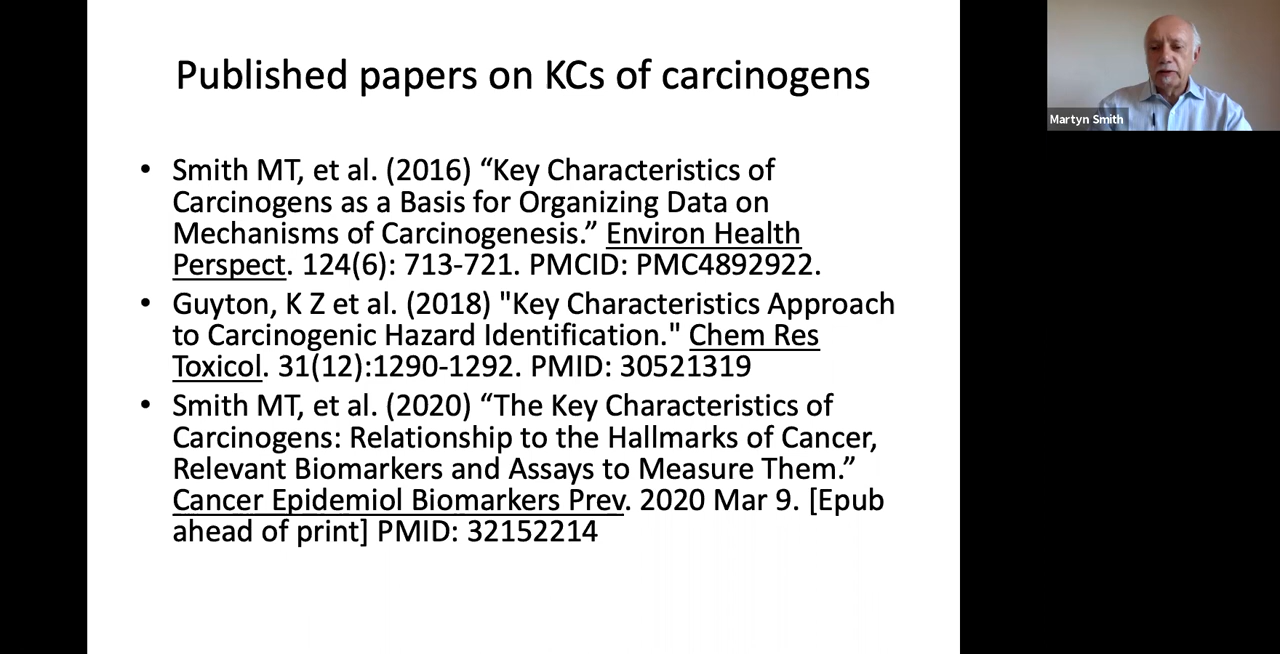 Published papers on KCs of carcinogens
Martyn Smith
• Smith MT, et al. (2016) “Key Characteristics of
Carcinogens as a Basis for Organizing Data on
Mechanisms of Carcinogenesis.” Environ Health
Perspect. 124(6): 713-721. PMCID: PMC4892922.
• Guyton, K Z et al. (2018) "Key Characteristics Approach
to Carcinogenic Hazard Identification." Chem Res
Toxicol. 31(12):1290-1292. PMID: 30521319
• Smith MT, et al. (2020) “The Key Characteristics of
Carcinogens: Relationship to the Hallmarks of Cancer,
Relevant Biomarkers and Assays to Measure Them.”
Cancer Epidemiol Biomarkers Prev. 2020 Mar 9. [Epub
ahead of print] PMID: 32152214